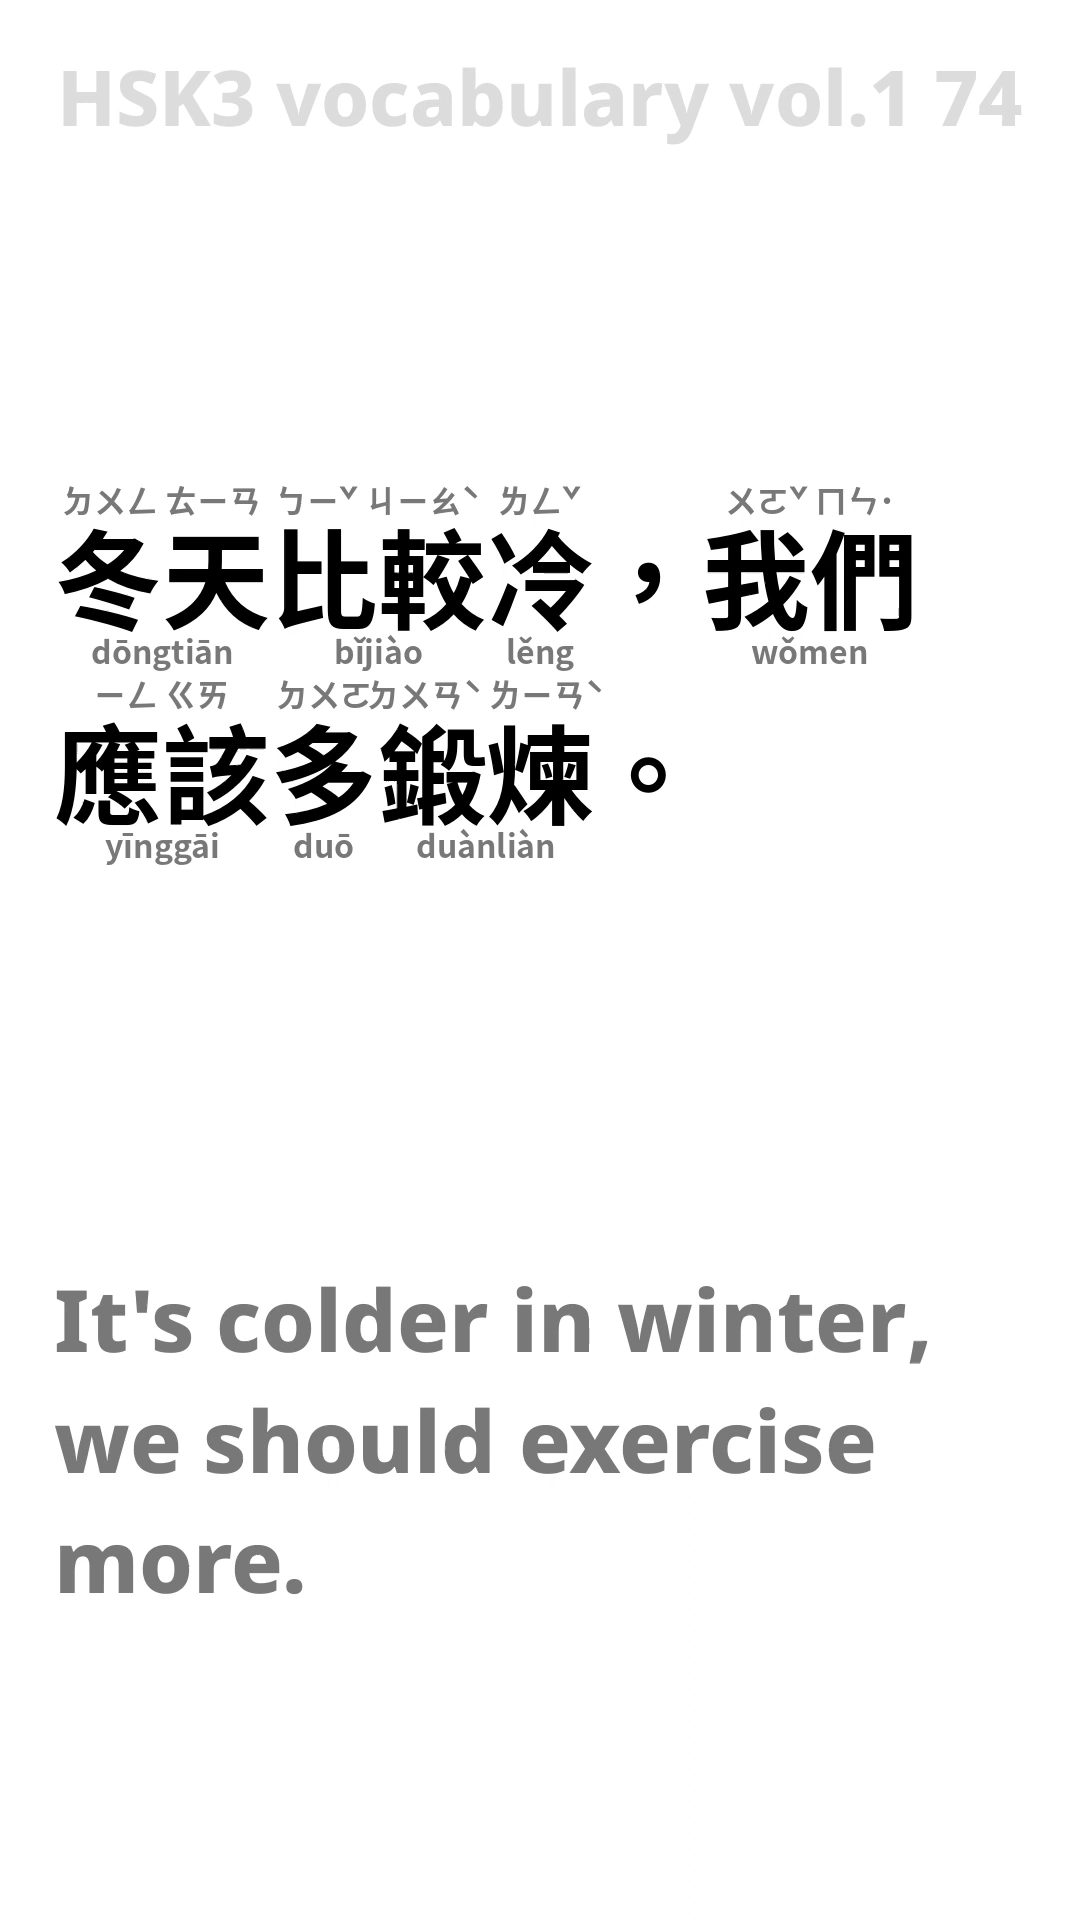 HSK3 vocabulary vol.1 74
ㄉㄨㄥ ㄊㄧㄢ ㄅㄧˇ ㄐㄧㄠˋ ㄌㄥˇ ㄨㄛˇ ㄇㄣ˙
冬天比較冷，我們
dōngtiān bǐjiào lěng wǒmen
ㄧㄥ ㄍㄞ ㄉㄨㄛ ㄉㄨㄢˋ ㄌㄧㄢˋ
應該多鍛煉。
yīnggāi duō duànliàn
It's colder in winter,
we should exercise
more.